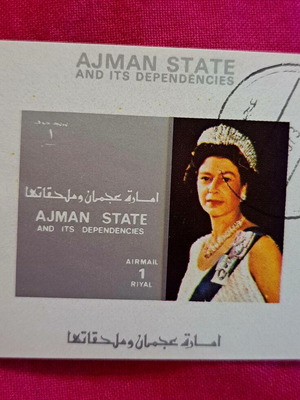 AJMAN STATE
AND ITS DEPENDENCIES
١
امارة عجمان وملحقاتها
AJMAN STATE
AND ITS DEPENDENCIES
AIRMAIL
1
RIYAL
امارة عجمان وملحقاتها